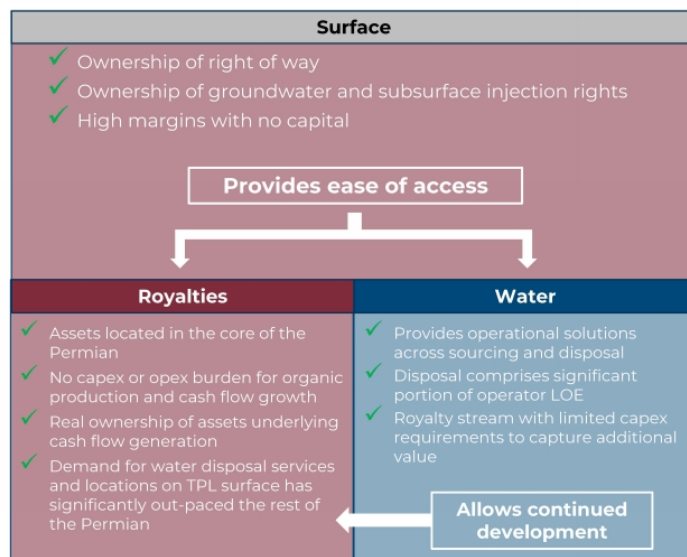 Surface
Ownership of right of way
Ownership of groundwater and subsurface injection rights
High margins with no capital
Provides ease of access
Royalties
Assets located in the core of the
Permian
No capex or opex burden for organic
production and cash flow growth
Real ownership of assets underlying
cash flow generation
Demand for water disposal services
and locations on TPL surface has
significantly out-paced the rest of
the Permian
Water
Provides operational solutions
across sourcing and disposal
Disposal comprises significant
portion of operator LOE
Royalty stream with limited capex
requirements to capture additional
value
Allows continued
development